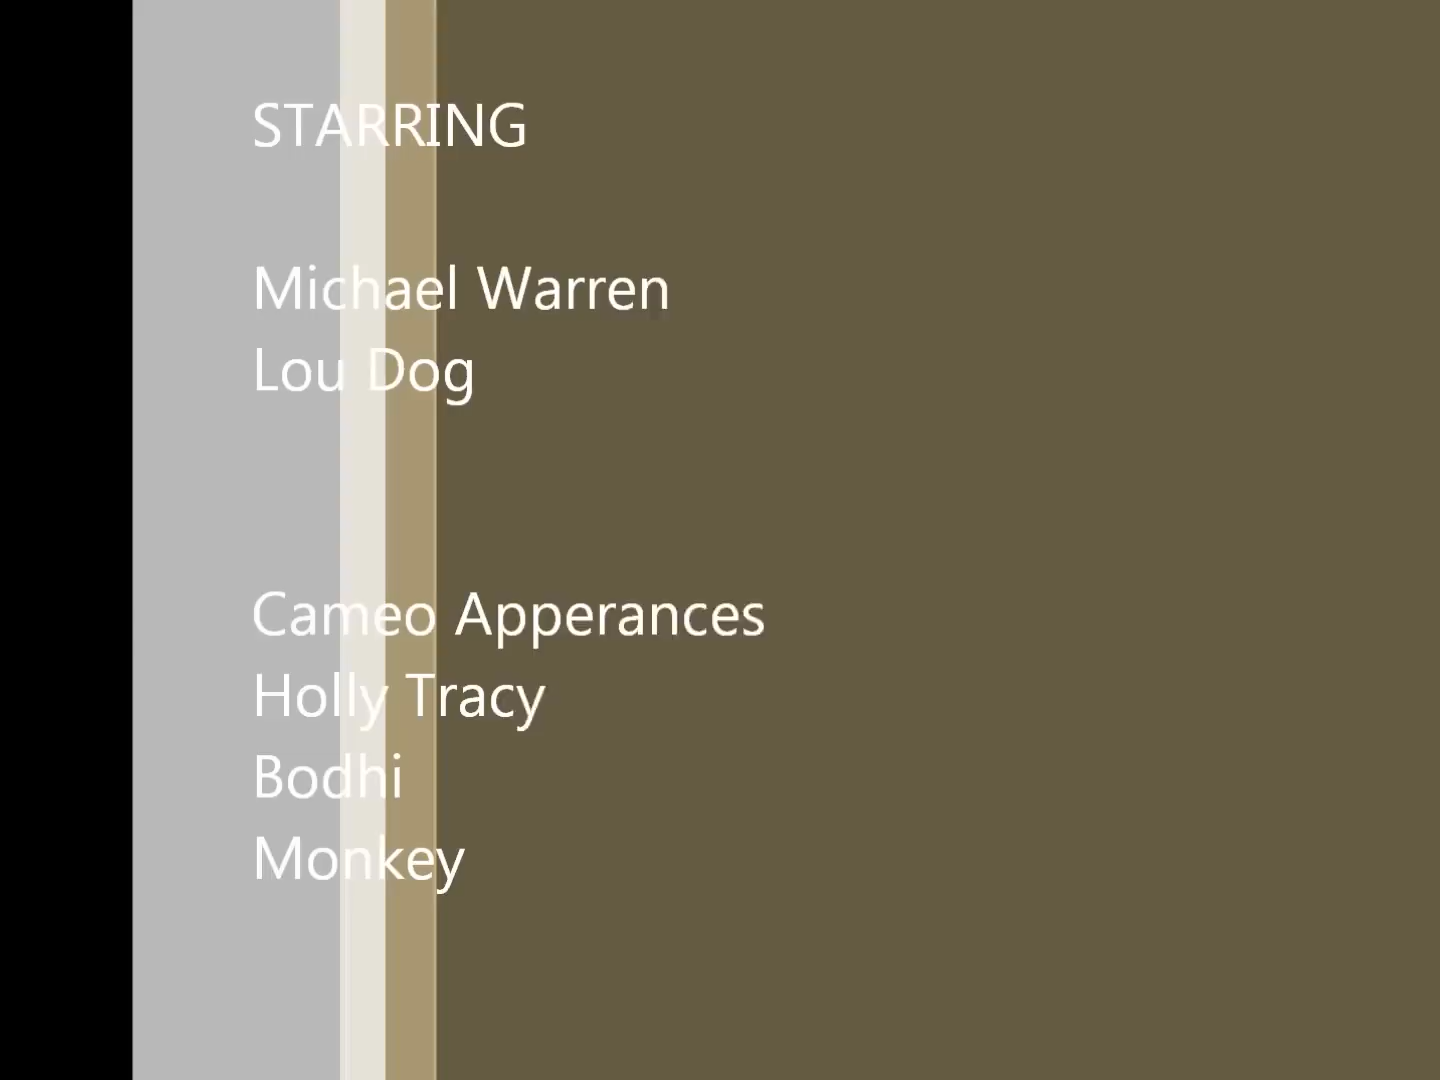 STARRING
Michael Warren
Lou Dog
Cameo Apperances
Holly Tracy
Bodhi
Monkey